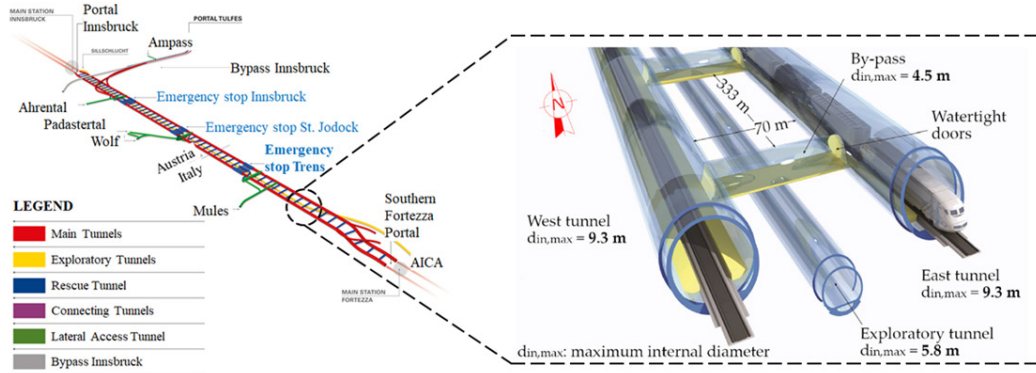 MAIN STATION
INNSBRUCK
Portal
Innsbruck
PORTAL TULFES
SILLSCHLUCHT
Ampass
Bypass Innsbruck
Ahrental
Emergency stop Innsbruck
Padastertal
Wolf
Emergency stop St. Jodock
Austria
Italy
Emergency
stop Trens
Mules
Southern
Fortezza
Portal
AICA
MAIN STATION
FORTEZZA
LEGEND
Main Tunnels
Exploratory Tunnels
Rescue Tunnel
Connecting Tunnels
Lateral Access Tunnel
Bypass Innsbruck
N
By-pass
din,max = 4.5 m
333 m
70 m
Watertight
doors
West tunnel
din,max = 9.3 m
East tunnel
din,max = 9.3 m
Exploratory tunnel
din,max = 5.8 m
din,max: maximum internal diameter